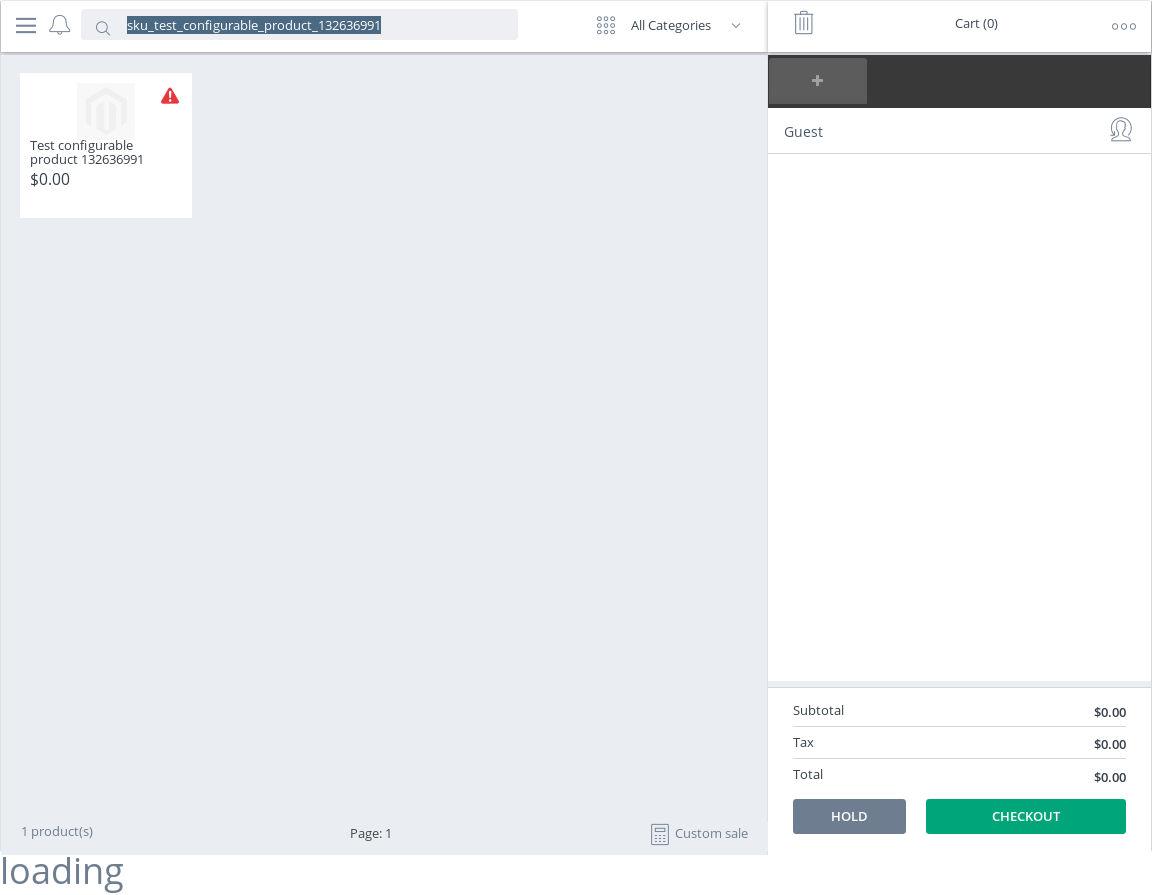 sku_test_configurable_product_132636991
All Categories
Cart (0)
Test configurable
product 132636991
$0.00
Guest
Subtotal
$0.00
Tax
$0.00
Total
$0.00
HOLD
CHECKOUT
1 product(s)
Page: 1
Custom sale
loading